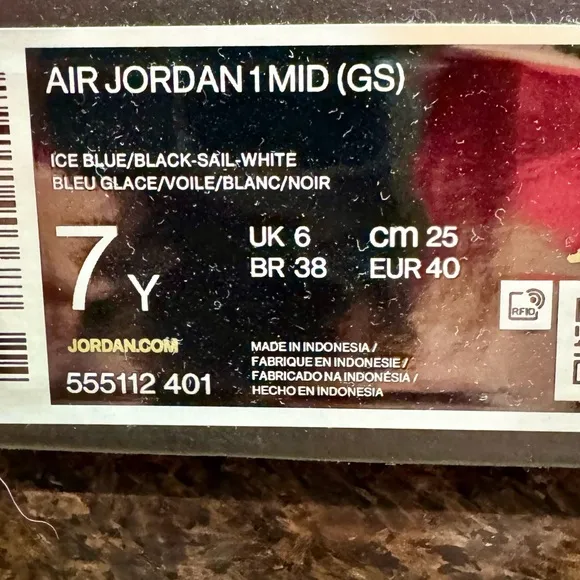 AIR JORDAN 1 MID (GS)
ICE BLUE/BLACK-SAIL-WHITE
BLEU GLACE/VOILE/BLANC/NOIR
7 Y
UK 6 cm 25
BR 38 EUR 40
RFID
JORDAN.COM
555112 401
MADE IN INDONESIA /
FABRIQUE EN INDONESIE /
FABRICADO NA INDONÉSIA /
HECHO EN INDONESIA